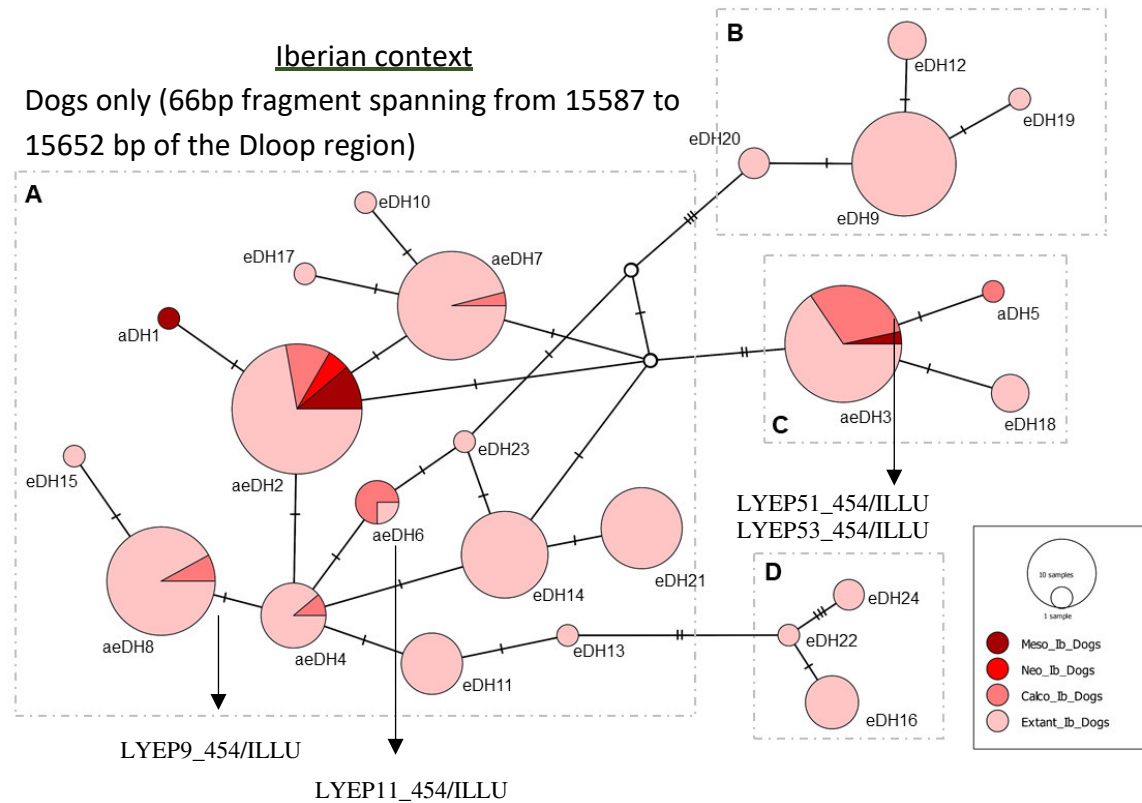 Iberian context
Dogs only (66bp fragment spanning from 15587 to
15652 bp of the Dloop region)
A
eDH10
eDH17
aeDH7
aDH1
aeDH2
eDH15
aeDH8
aeDH6
eDH23
aeDH4
eDH14
eDH21
eDH11
eDH13
B
eDH12
eDH19
eDH20
eDH9
C
aDH5
aeDH3
eDH18
LYEP51_454/ILLU
LYEP53_454/ILLU
D
eDH24
eDH22
eDH16
LYEP9_454/ILLU
LYEP11_454/ILLU
10 samples
1 sample
Meso_Ib_Dogs
Neo_Ib_Dogs
Calco_Ib_Dogs
Extant_Ib_Dogs